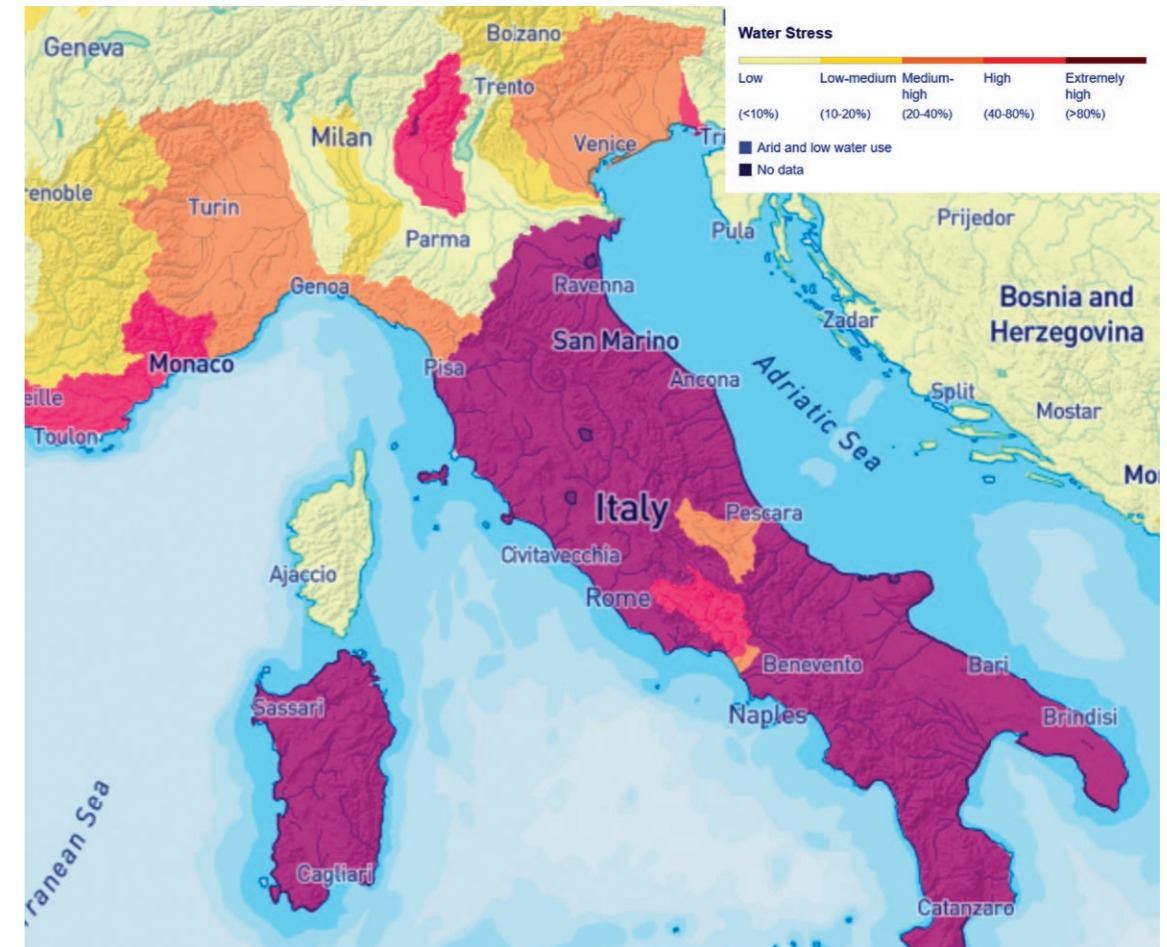 Geneva
Bolzano
Trento
Milan
Venice
Tri
renoble
Turin
Parma
Pula
Prijedor
Genoa
Ravenna
Bosnia and
Herzegovina
San Marino
Zadar
Monaco
Pisa
Ancona
Adriatic Sea
Split
Mostar
eille
Toulon
Mon
Italy
Pescara
Civitavecchia
Ajaccio
Rome
Benevento
Bari
Sassari
Naples
Brindisi
rranean Sea
Cagliari
Catanzaro
Water Stress
Low
Low-medium
Medium-
high
High
Extremely
high
(<10%)
(10-20%)
(20-40%)
(40-80%)
(>80%)
Arid and low water use
No data